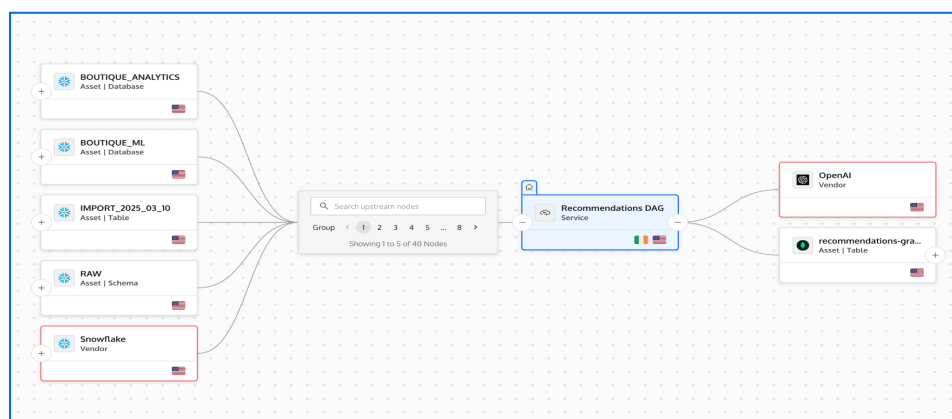 BOUTIQUE_ANALYTICS
Asset | Database
BOUTIQUE_ML
Asset | Database
IMPORT_2025_03_10
Asset | Table
RAW
Asset | Schema
Snowflake
Vendor
Search upstream nodes
Group < 1 2 3 4 5 ... 8 >
Showing 1 to 5 of 40 Nodes
Recommendations DAG
Service
OpenAI
Vendor
recommendations-gra...
Asset | Table